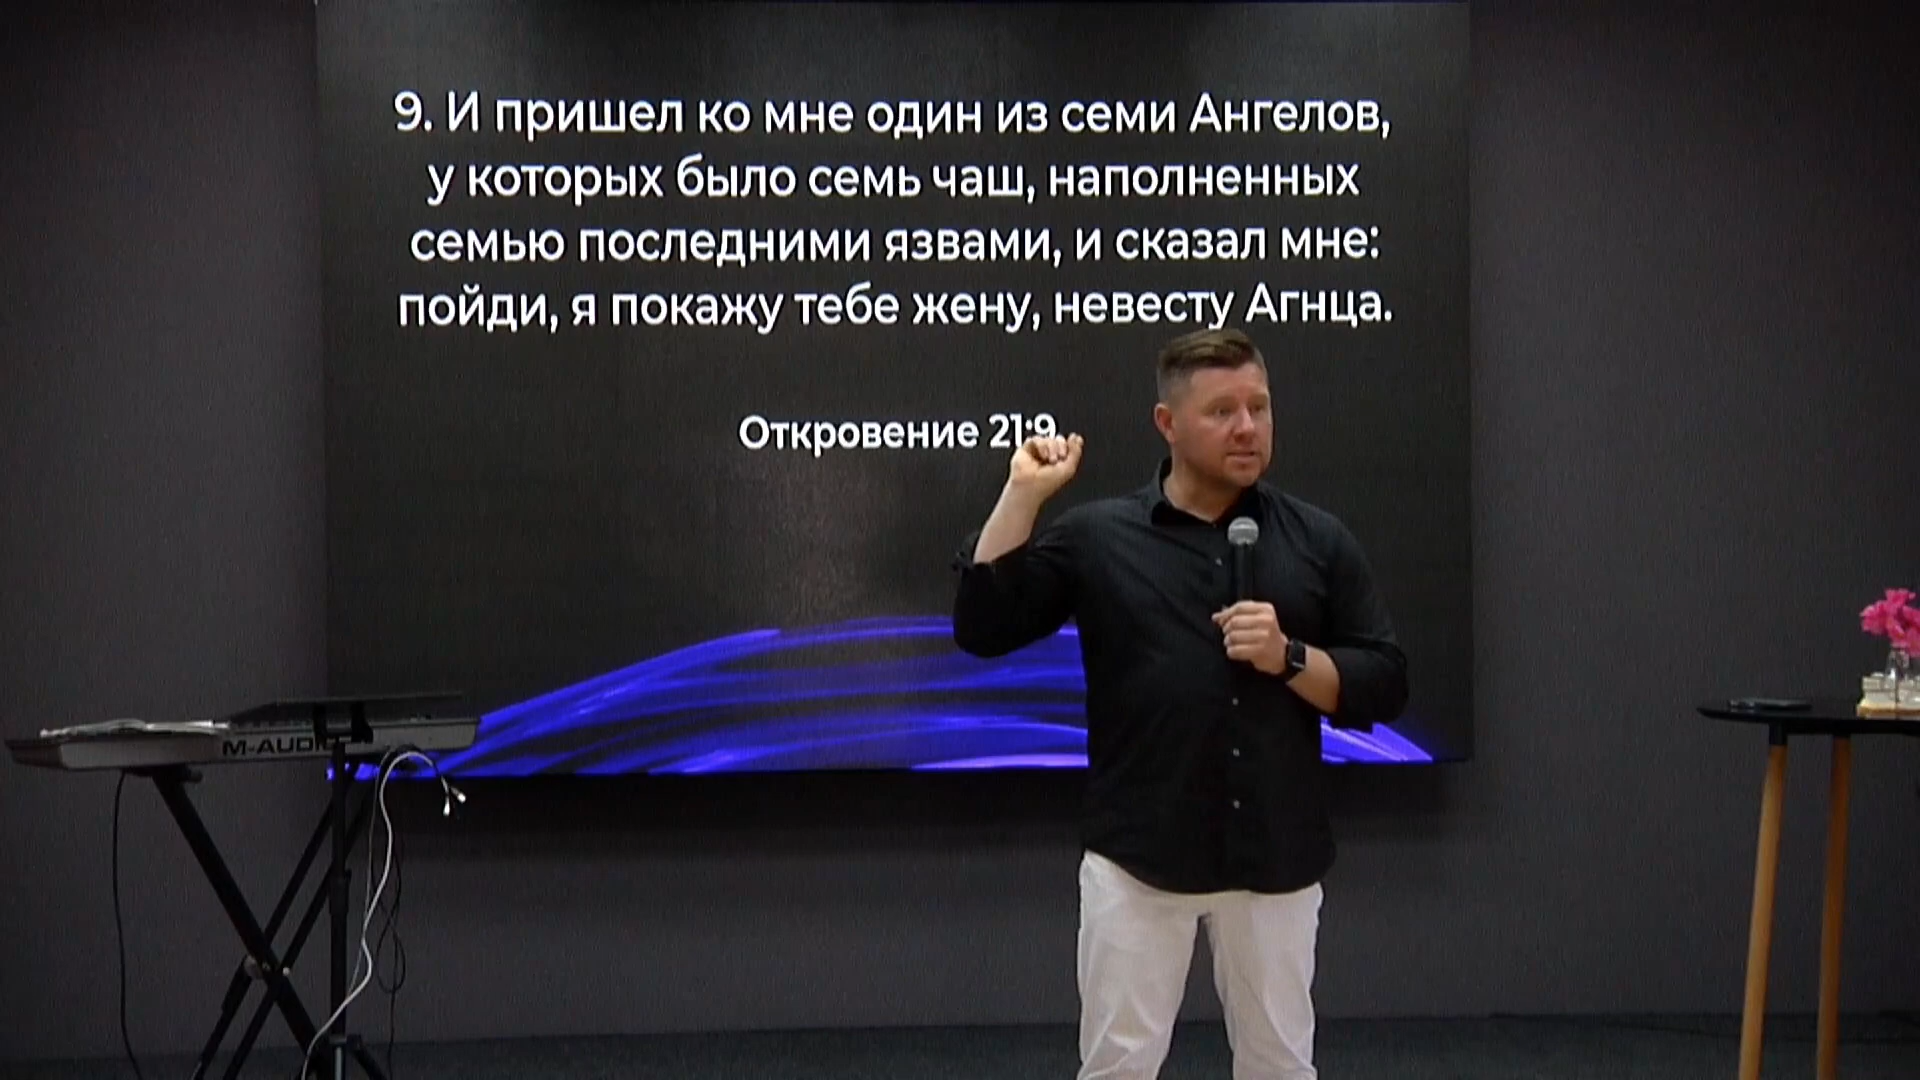 9. И пришел ко мне один из семи Ангелов,
у которых было семь чаш, наполненных
семью последними язвами, и сказал мне:
пойди, я покажу тебе жену, невесту Агнца.
Откровение 21:9
M-AUDIO